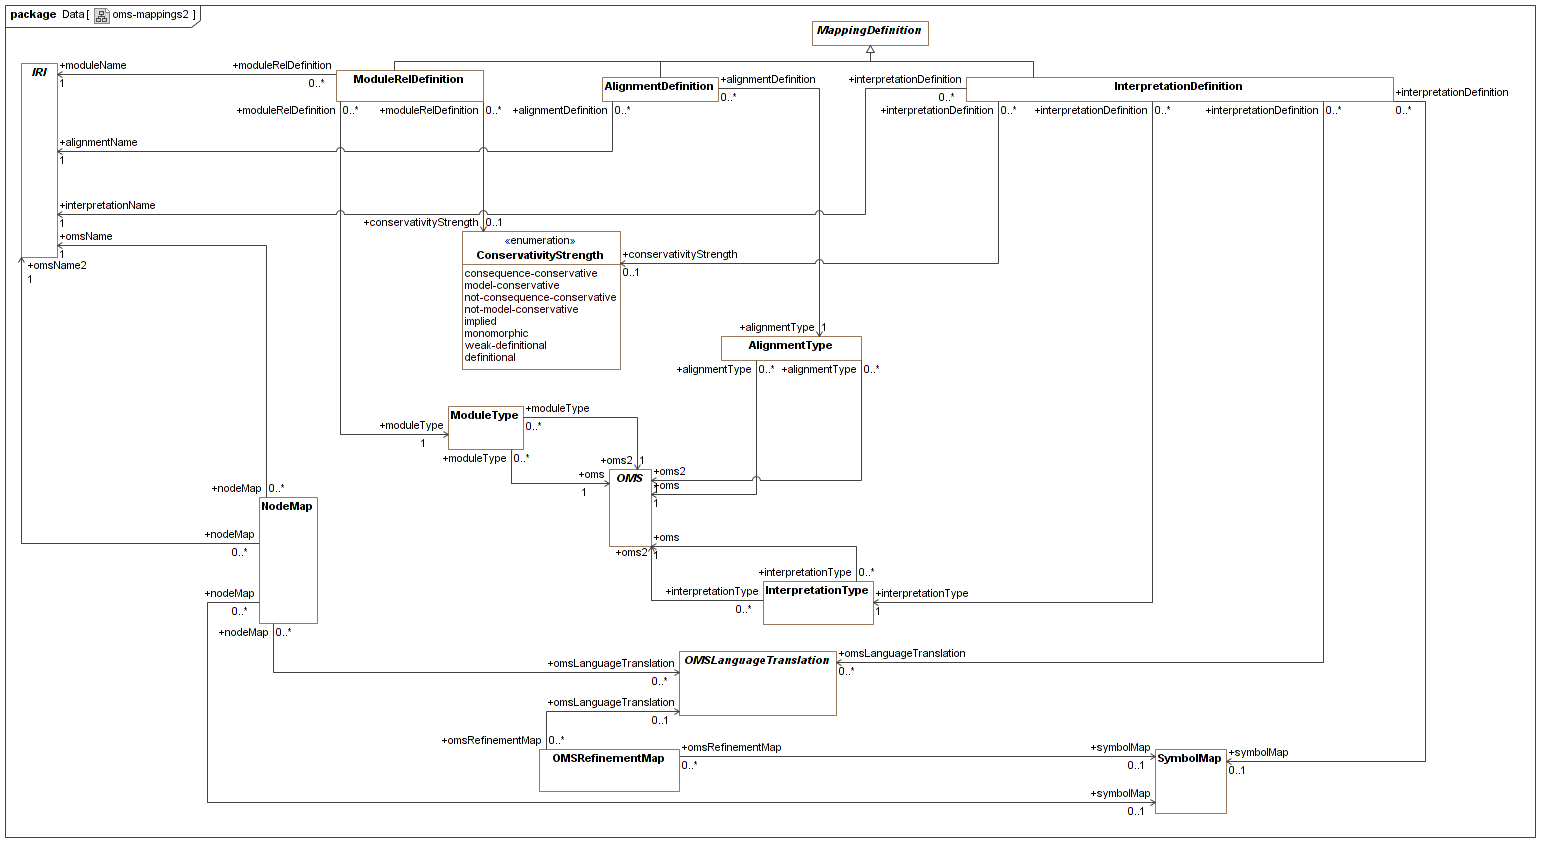 package Data[ oms-mappings2 ]
MappingDefinition
IRI
+moduleName
1
+moduleRelDefinition
0..*
ModuleRelDefinition
+moduleRelDefinition
0..*
+moduleRelDefinition
0..*
AlignmentDefinition
+alignmentDefinition
0..*
+alignmentDefinition
0..*
+interpretationDefinition
0..*
InterpretationDefinition
+interpretationDefinition
0..*
+interpretationDefinition
0..*
+interpretationDefinition
0..*
+interpretationDefinition
0..*
+alignmentName
1
+interpretationName
1
+omsName
1
+omsName2
1
+conservativityStrength
0..1
«enumeration»
ConservativityStrength
consequence-conservative
model-conservative
not-consequence-conservative
not-model-conservative
implied
monomorphic
weak-definitional
definitional
+conservativityStrength
0..1
+alignmentType
1
AlignmentType
+alignmentType
0..*
+alignmentType
0..*
+moduleType
1
ModuleType
+moduleType
0..*
+moduleType
0..*
+oms2
1
+oms
1
OMS
+oms2
+oms
1
+oms
+oms2
1
+nodeMap
0..*
NodeMap
+nodeMap
0..*
+nodeMap
0..*
+nodeMap
0..*
+interpretationType
0..*
+interpretationType
0..*
InterpretationType
+interpretationType
1
+omsLanguageTranslation
0..*
OMSLanguageTranslation
+omsLanguageTranslation
0..*
+omsLanguageTranslation
0..1
+omsRefinementMap
0..*
OMSRefinementMap
+omsRefinementMap
0..*
+symbolMap
0..1
SymbolMap
+symbolMap
0..1
+symbolMap
0..1